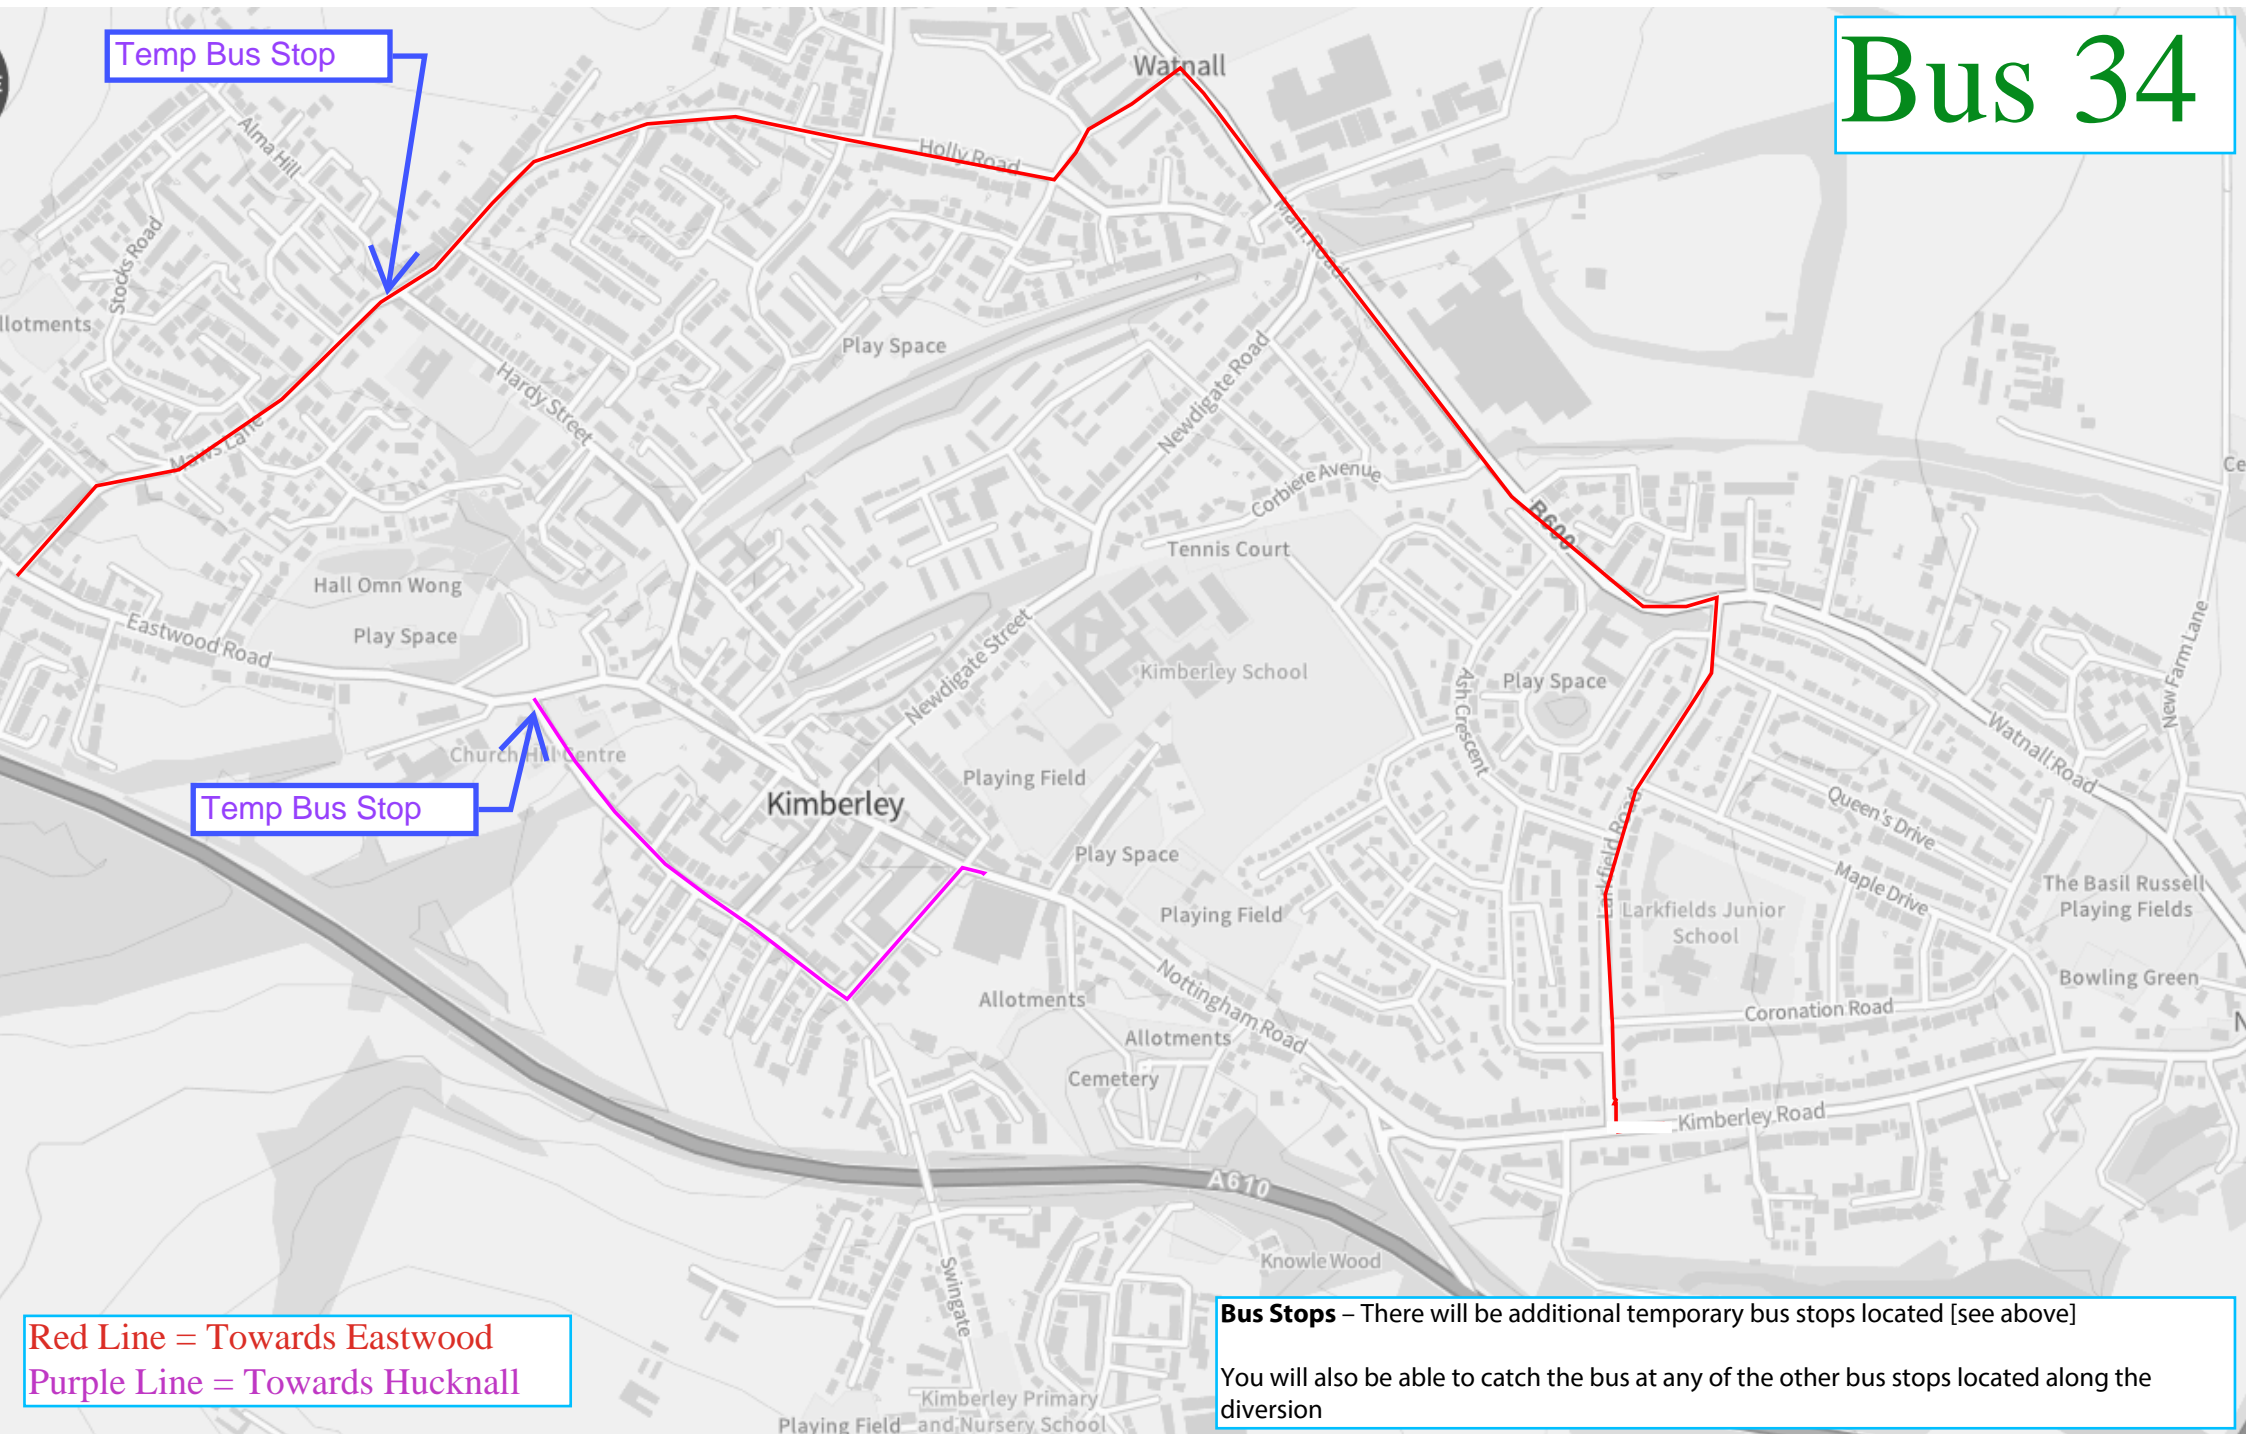 Temp Bus Stop
Bus 34
Watnall
Alma Hill
Holly Road
Stocks Road
Main Road
llotments
Play Space
Hardy Street
Newdigate Road
Maws Lane
Corbiere Avenue
Ce
B600
Tennis Court
Hall Omn Wong
Play Space
Eastwood Road
Newdigate Street
Kimberley School
Ash Crescent
Play Space
New Farm Lane
Watnall Road
Church Hill Centre
Playing Field
Temp Bus Stop
Kimberley
Queen's Drive
Larkfield Road
Play Space
Maple Drive
The Basil Russell
Playing Fields
Playing Field
Larkfields Junior
School
Nottingham Road
Bowling Green
Allotments
Coronation Road
N
Allotments
Cemetery
Kimberley Road
A610
Knowle Wood
Swingate
Bus Stops – There will be additional temporary bus stops located [see above]
You will also be able to catch the bus at any of the other bus stops located along the
diversion
Red Line = Towards Eastwood
Purple Line = Towards Hucknall
Kimberley Primary
and Nursery School
Playing Field